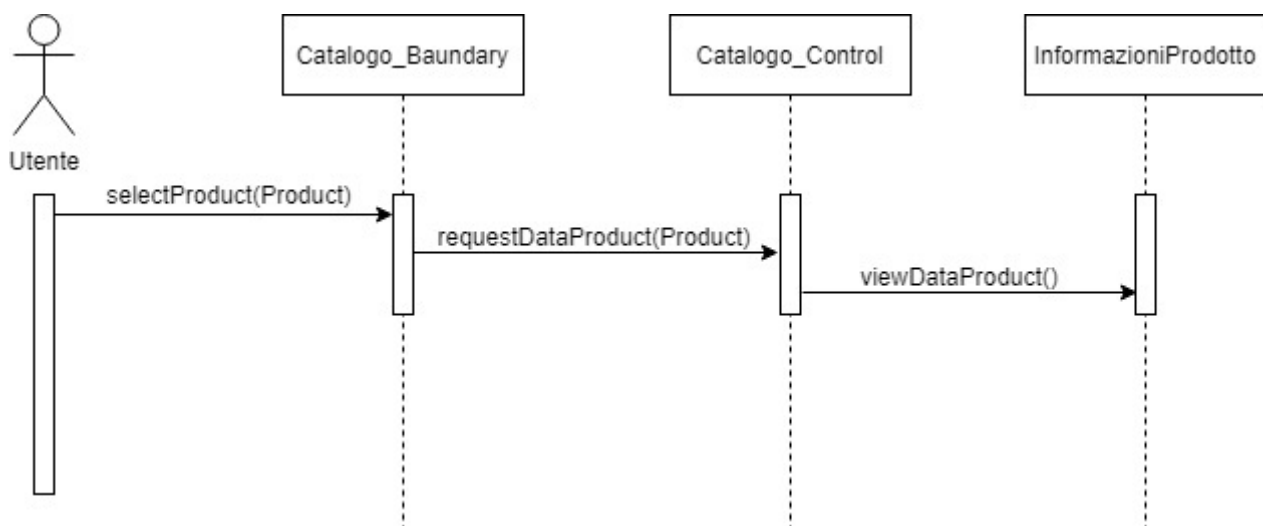 Catalogo_Baundary
Catalogo_Control
InformazioniProdotto
Utente
selectProduct(Product)
requestDataProduct(Product)
viewDataProduct()